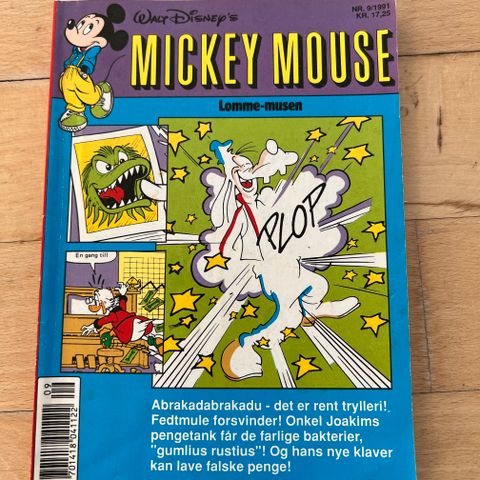 WALT DISNEY'S
NR. 9/1991
KR. 17,25
MICKEY MOUSE
Lomme-musen
PLOP
En gang til!
09
701418041122
Abrakadabrakadu - det er rent trylleri!
Fedtmule forsvinder! Onkel Joakims
pengetank får de farlige bakterier,
"gumlius rustius"! Og hans nye klaver
kan lave falske penge!